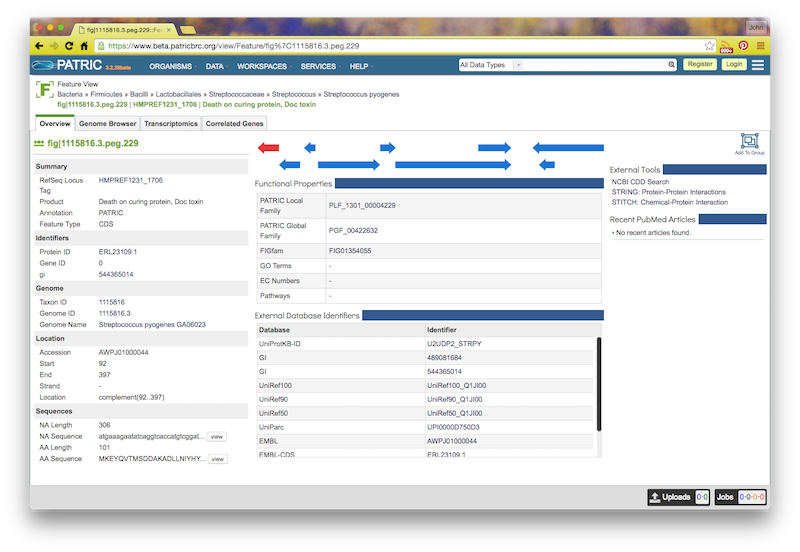 fig|1115816.3.peg.229::Fe
John
https://www.beta.patricbrc.org/view/Feature/fig%7C1115816.3.peg.229
999+
PATRIC 3.2.35beta ORGANISMS DATA WORKSPACES SERVICES HELP All Data Types Register Login
F
Feature View
Bacteria » Firmicutes » Bacilli » Lactobacillales » Streptococcaceae » Streptococcus » Streptococcus pyogenes
fig|1115816.3.peg.229 | HMPREF1231_1706 | Death on curing protein, Doc toxin
Overview Genome Browser Transcriptomics Correlated Genes
fig|1115816.3.peg.229
Add To Group
Summary
RefSeq Locus Tag HMPREF1231_1706
Product Death on curing protein, Doc toxin
Annotation PATRIC
Feature Type CDS
Identifiers
Protein ID ERL23109.1
Gene ID 0
gi 544365014
Genome
Taxon ID 1115816
Genome ID 1115816.3
Genome Name Streptococcus pyogenes GA06023
Location
Accession AWPJ01000044
Start 92
End 397
Strand -
Location complement(92..397)
Sequences
NA Length 306
NA Sequence atgaaagaatatcaggtcaccatgtggat... view
AA Length 101
AA Sequence MKEYQVTMSDDAKADLLNIYHY... view
Functional Properties
PATRIC Local Family PLF_1301_00004229
PATRIC Global Family PGF_00422632
FIGfam FIG01354055
GO Terms -
EC Numbers -
Pathways -
External Database Identifiers
Database Identifier
UniProtKB-ID U2UDP2_STRPY
GI 489081684
GI 544365014
UniRef100 UniRef100_Q1JI00
UniRef90 UniRef90_Q1JI00
UniRef50 UniRef50_Q1JI00
UniParc UPI0000D750D3
EMBL AWPJ01000044
EMBL-CDS ERL23109.1
External Tools
NCBI CDD Search
STRING: Protein-Protein Interactions
STITCH: Chemical-Protein Interaction
Recent PubMed Articles
• No recent articles found.
Uploads 0·0 Jobs 0·0·0·0